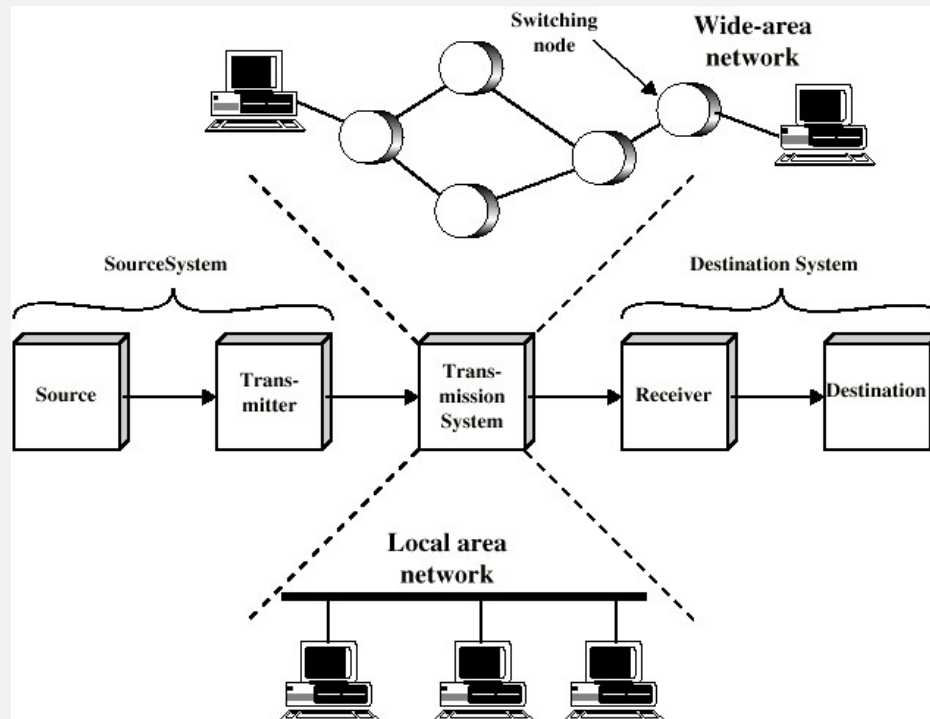 Switching
node
Wide-area
network
SourceSystem
Destination System
Source
Trans-
mitter
Trans-
mission
System
Receiver
Destination
Local area
network